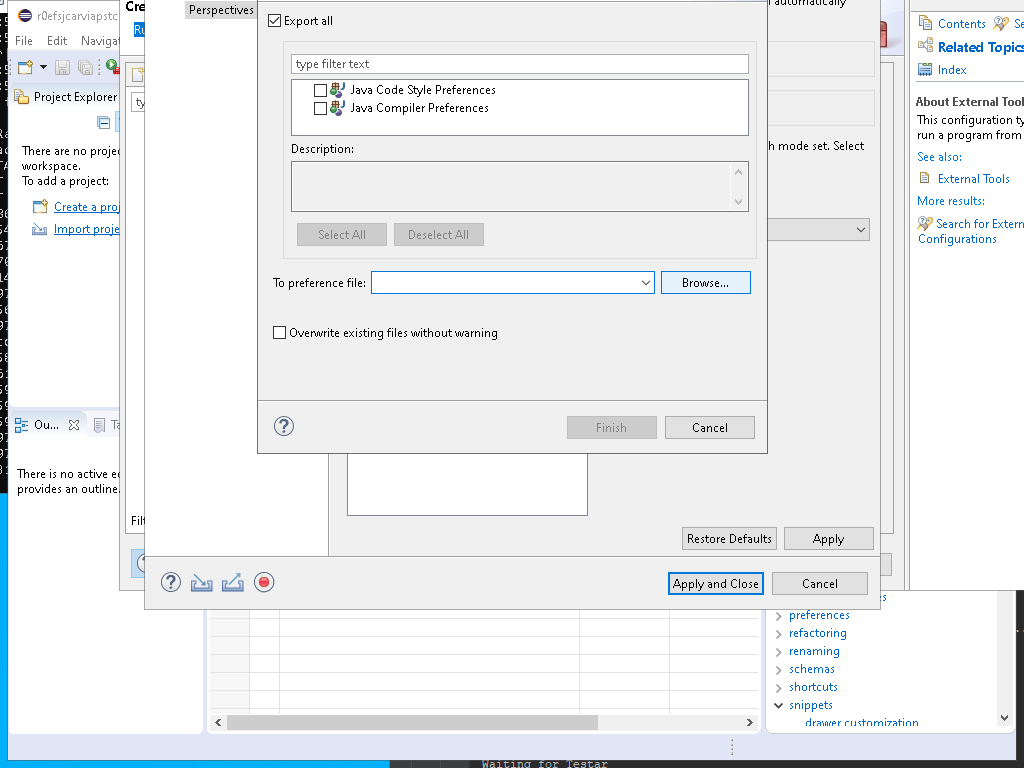 r0efsjcarviapstc
File Edit Navigat
Project Explorer
There are no proje
workspace.
To add a project:
Create a proj
Import proje
Ou...
Ta
There is no active ed
provides an outline.
Cre
Ru
ty
Filt
Perspectives
Export all
type filter text
Java Code Style Preferences
Java Compiler Preferences
Description:
Select All
Deselect All
To preference file:
Browse...
Overwrite existing files without warning
Finish
Cancel
automatically
h mode set. Select
Restore Defaults
Apply
Apply and Close
Cancel
Contents
Se
Related Topics
Index
About External Tool
This configuration ty
run a program from
See also:
External Tools
More results:
Search for Extern
Configurations
es
preferences
refactoring
renaming
schemas
shortcuts
snippets
drawer customization
Waiting for Testar